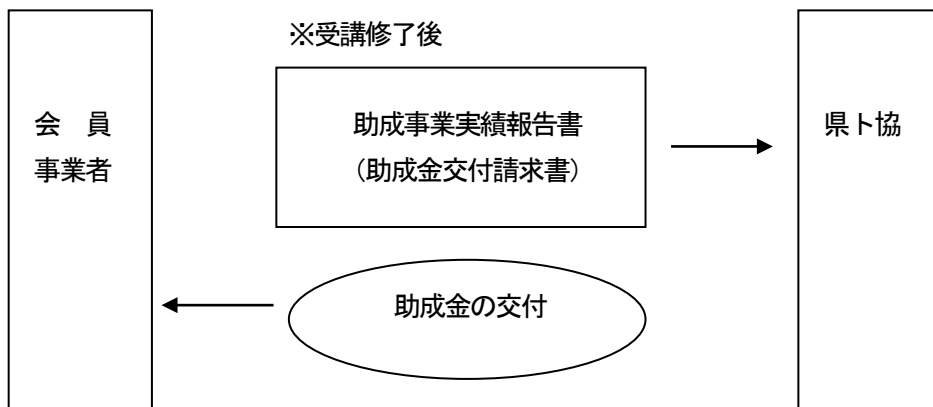 ※受講修了後
会　員
事業者
助成事業実績報告書
（助成金交付請求書）
県ト協
助成金の交付